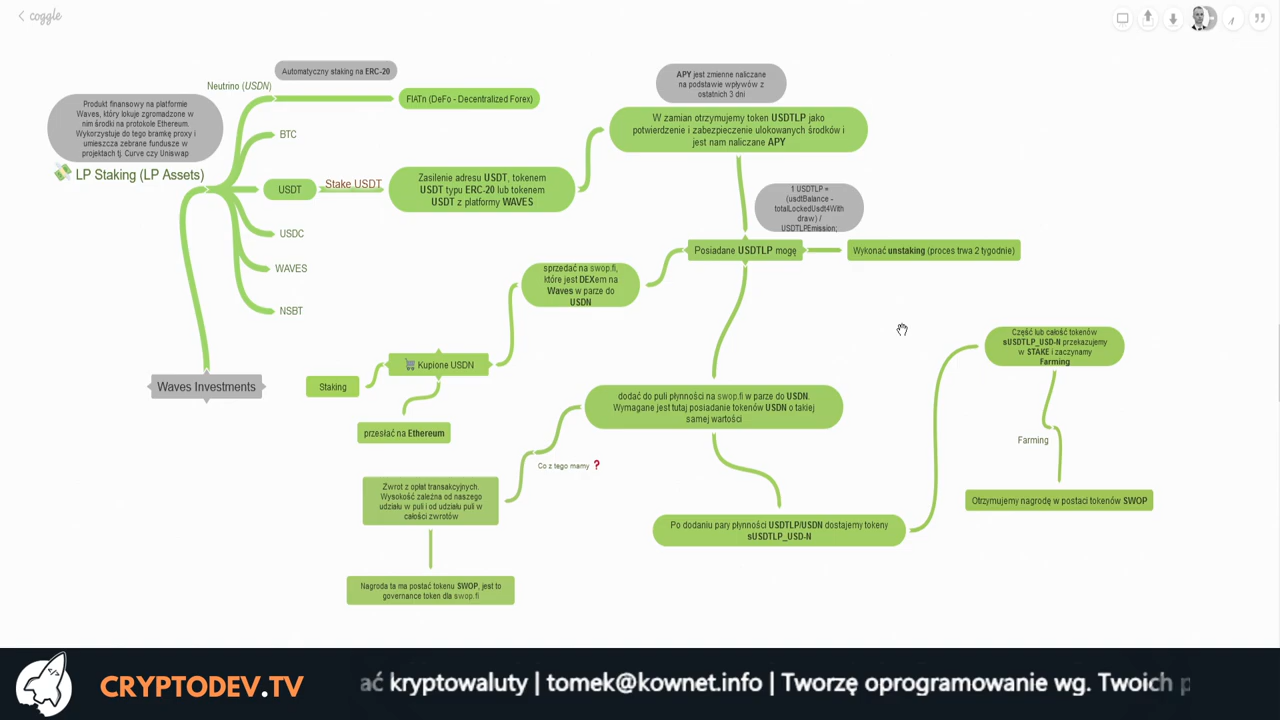 coggle
Automatyczny staking na ERC-20
Neutrino (USDN)
FIATn (DeFo - Decentralized Forex)
Produkt finansowy na platformie
Waves, który lokuje zgromadzone w
nim środki na protokole Ethereum.
Wykorzystuje do tego bramkę proxy i
umieszcza zebrane fundusze w
projektach tj. Curve czy Uniswap
LP Staking (LP Assets)
BTC
USDT
Stake USDT
USDC
WAVES
NSBT
Zasilenie adresu USDT, tokenem
USDT typu ERC-20 lub tokenem
USDT z platformy WAVES
APY jest zmienne naliczane
na podstawie wpływów z
ostatnich 3 dni
W zamian otrzymujemy token USDTLP jako
potwierdzenie i zabezpieczenie ulokowanych środków i
jest nam naliczane APY
1 USDTLP =
(usdtBalance -
totalLockedUsdt4With
draw) /
USDTLPEmission;
Posiadane USDTLP mogę
Wykonać unstaking (proces trwa 2 tygodnie)
sprzedać na swop.fi,
które jest DEXem na
Waves w parze do
USDN
Kupione USDN
Staking
przesłać na Ethereum
Waves Investments
dodać do puli płynności na swop.fi w parze do USDN.
Wymagane jest tutaj posiadanie tokenów USDN o takiej
samej wartości
Co z tego mamy ❓
Zwrot z opłat transakcyjnych.
Wysokość zależna od naszego
udziału w puli i od udziału puli w
całości zwrotów
Nagroda ta ma postać tokenu SWOP, jest to
governance token dla swop.fi
Po dodaniu pary płynności USDTLP/USDN dostajemy tokeny
sUSDTLP_USD-N
Część lub całość tokenów
sUSDTLP_USD-N przekazujemy
w STAKE i zaczynamy
Farming
Farming
Otrzymujemy nagrodę w postaci tokenów SWOP
CRYPTODEV.TV
ać kryptowaluty | tomek@kownet.info | Tworzę oprogramowanie wg. Twoich p